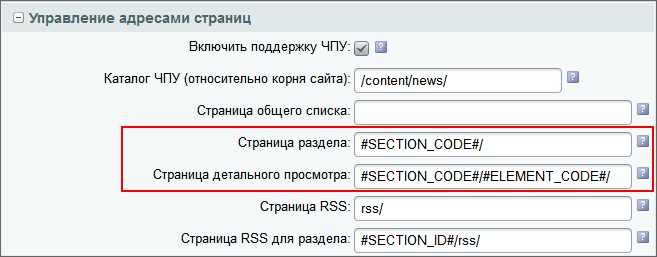 Управление адресами страниц
Включить поддержку ЧПУ: ?
Каталог ЧПУ (относительно корня сайта): /content/news/ ?
Страница общего списка: ?
Страница раздела: #SECTION_CODE#/ ?
Страница детального просмотра: #SECTION_CODE#/#ELEMENT_CODE#/ ?
Страница RSS: rss/ ?
Страница RSS для раздела: #SECTION_ID#/rss/ ?